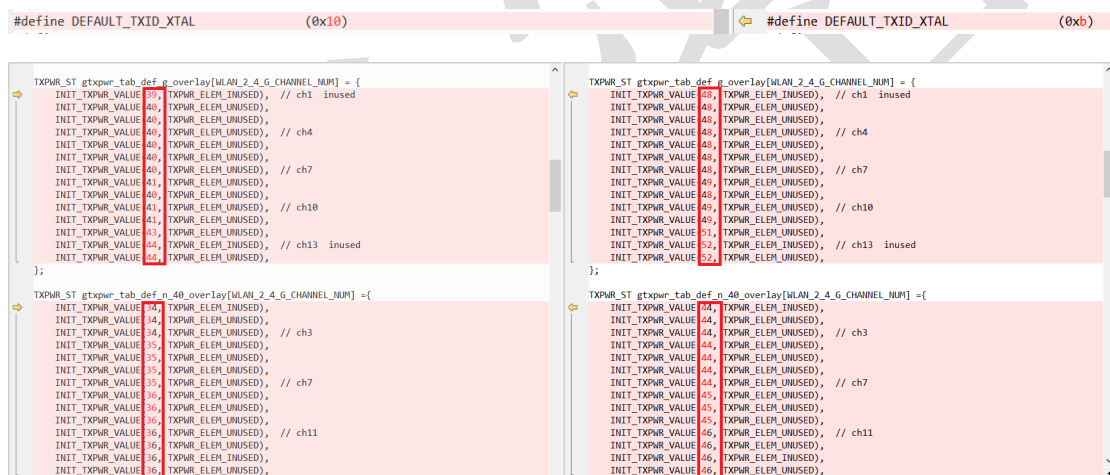 #define DEFAULT_TXID_XTAL (0x10)
#define DEFAULT_TXID_XTAL (0xb)
TXPWR_ST gtxpwr_tab_def_g_overlay[WLAN_2_4_G_CHANNEL_NUM] = {
INIT_TXPWR_VALUE(39, TXPWR_ELEM_INUSED), // ch1 inused
INIT_TXPWR_VALUE(40, TXPWR_ELEM_UNUSED),
INIT_TXPWR_VALUE(40, TXPWR_ELEM_UNUSED),
INIT_TXPWR_VALUE(40, TXPWR_ELEM_UNUSED), // ch4
INIT_TXPWR_VALUE(40, TXPWR_ELEM_UNUSED),
INIT_TXPWR_VALUE(40, TXPWR_ELEM_UNUSED),
INIT_TXPWR_VALUE(40, TXPWR_ELEM_UNUSED), // ch7
INIT_TXPWR_VALUE(41, TXPWR_ELEM_UNUSED),
INIT_TXPWR_VALUE(40, TXPWR_ELEM_UNUSED),
INIT_TXPWR_VALUE(41, TXPWR_ELEM_UNUSED), // ch10
INIT_TXPWR_VALUE(41, TXPWR_ELEM_UNUSED),
INIT_TXPWR_VALUE(43, TXPWR_ELEM_UNUSED),
INIT_TXPWR_VALUE(44, TXPWR_ELEM_INUSED), // ch13 inused
INIT_TXPWR_VALUE(44, TXPWR_ELEM_UNUSED),
};
TXPWR_ST gtxpwr_tab_def_n_40_overlay[WLAN_2_4_G_CHANNEL_NUM] ={
INIT_TXPWR_VALUE(34, TXPWR_ELEM_INUSED),
INIT_TXPWR_VALUE(34, TXPWR_ELEM_UNUSED),
INIT_TXPWR_VALUE(34, TXPWR_ELEM_UNUSED), // ch3
INIT_TXPWR_VALUE(35, TXPWR_ELEM_UNUSED),
INIT_TXPWR_VALUE(35, TXPWR_ELEM_UNUSED),
INIT_TXPWR_VALUE(35, TXPWR_ELEM_UNUSED),
INIT_TXPWR_VALUE(35, TXPWR_ELEM_UNUSED), // ch7
INIT_TXPWR_VALUE(36, TXPWR_ELEM_UNUSED),
INIT_TXPWR_VALUE(36, TXPWR_ELEM_UNUSED),
INIT_TXPWR_VALUE(36, TXPWR_ELEM_UNUSED),
INIT_TXPWR_VALUE(36, TXPWR_ELEM_UNUSED), // ch11
INIT_TXPWR_VALUE(36, TXPWR_ELEM_UNUSED),
INIT_TXPWR_VALUE(36, TXPWR_ELEM_INUSED),
INIT_TXPWR_VALUE(36, TXPWR_ELEM_UNUSED),
TXPWR_ST gtxpwr_tab_def_g_overlay[WLAN_2_4_G_CHANNEL_NUM] = {
INIT_TXPWR_VALUE(48, TXPWR_ELEM_INUSED), // ch1 inused
INIT_TXPWR_VALUE(48, TXPWR_ELEM_UNUSED),
INIT_TXPWR_VALUE(48, TXPWR_ELEM_UNUSED),
INIT_TXPWR_VALUE(48, TXPWR_ELEM_UNUSED), // ch4
INIT_TXPWR_VALUE(48, TXPWR_ELEM_UNUSED),
INIT_TXPWR_VALUE(48, TXPWR_ELEM_UNUSED),
INIT_TXPWR_VALUE(48, TXPWR_ELEM_UNUSED), // ch7
INIT_TXPWR_VALUE(49, TXPWR_ELEM_UNUSED),
INIT_TXPWR_VALUE(48, TXPWR_ELEM_UNUSED),
INIT_TXPWR_VALUE(49, TXPWR_ELEM_UNUSED), // ch10
INIT_TXPWR_VALUE(49, TXPWR_ELEM_UNUSED),
INIT_TXPWR_VALUE(51, TXPWR_ELEM_UNUSED),
INIT_TXPWR_VALUE(52, TXPWR_ELEM_INUSED), // ch13 inused
INIT_TXPWR_VALUE(52, TXPWR_ELEM_UNUSED),
};
TXPWR_ST gtxpwr_tab_def_n_40_overlay[WLAN_2_4_G_CHANNEL_NUM] ={
INIT_TXPWR_VALUE(44, TXPWR_ELEM_INUSED),
INIT_TXPWR_VALUE(44, TXPWR_ELEM_UNUSED),
INIT_TXPWR_VALUE(44, TXPWR_ELEM_UNUSED), // ch3
INIT_TXPWR_VALUE(44, TXPWR_ELEM_UNUSED),
INIT_TXPWR_VALUE(44, TXPWR_ELEM_UNUSED),
INIT_TXPWR_VALUE(44, TXPWR_ELEM_UNUSED),
INIT_TXPWR_VALUE(44, TXPWR_ELEM_UNUSED), // ch7
INIT_TXPWR_VALUE(45, TXPWR_ELEM_UNUSED),
INIT_TXPWR_VALUE(45, TXPWR_ELEM_UNUSED),
INIT_TXPWR_VALUE(45, TXPWR_ELEM_UNUSED),
INIT_TXPWR_VALUE(46, TXPWR_ELEM_UNUSED), // ch11
INIT_TXPWR_VALUE(46, TXPWR_ELEM_UNUSED),
INIT_TXPWR_VALUE(46, TXPWR_ELEM_INUSED),
INIT_TXPWR_VALUE(46, TXPWR_ELEM_UNUSED),